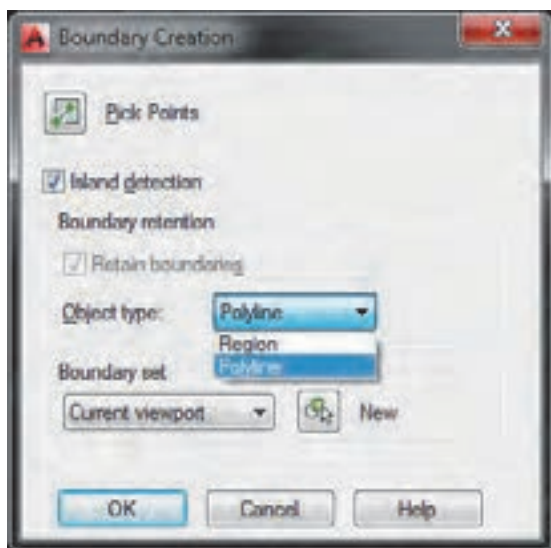 Boundary Creation
Pick Points
Island detection
Boundary retention
Retain boundaries
Object type:
Polyline
Region
Polyline
Boundary set
Current viewport
New
OK
Cancel
Help